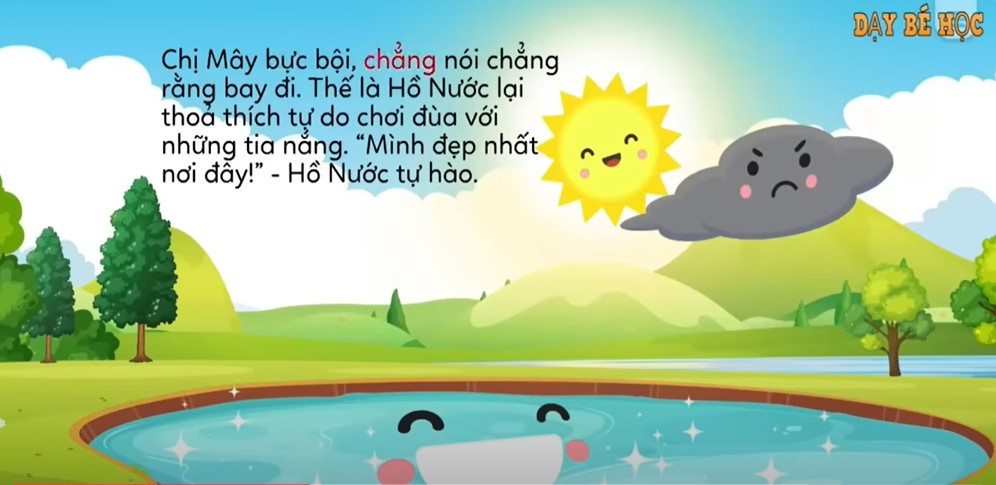 DẠY BÉ HỌC
Chị Mây bực bội, chẳng nói chẳng
rằng bay đi. Thế là Hồ Nước lại
thoả thích tự do chơi đùa với
những tia nắng. “Mình đẹp nhất
nơi đây!” - Hồ Nước tự hào.